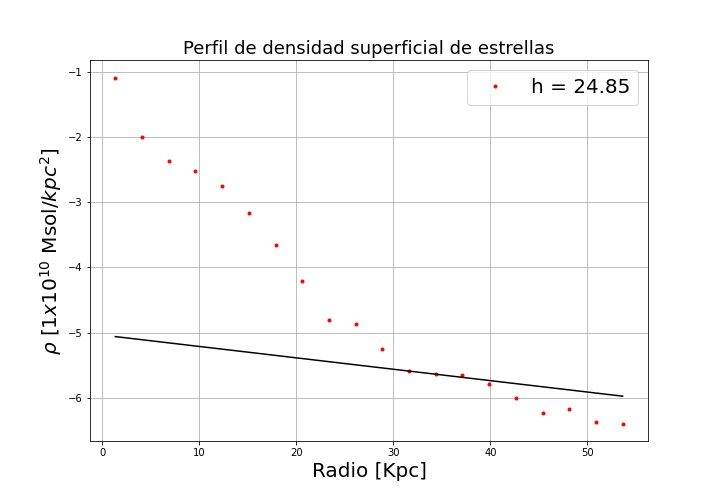 Perfil de densidad superficial de estrellas
h = 24.85
ρ [1x10¹⁰ Msol/kpc²]
−1
−2
−3
−4
−5
−6
0 10 20 30 40 50
Radio [Kpc]